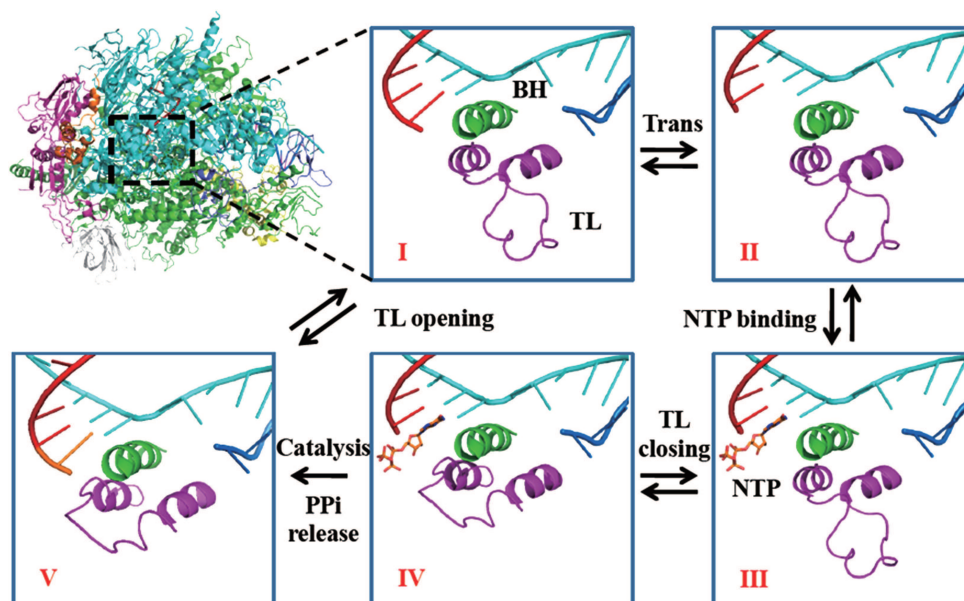 BH
TL
I
Trans
II
TL opening
NTP binding
V
Catalysis
PPi
release
IV
TL
closing
NTP
III